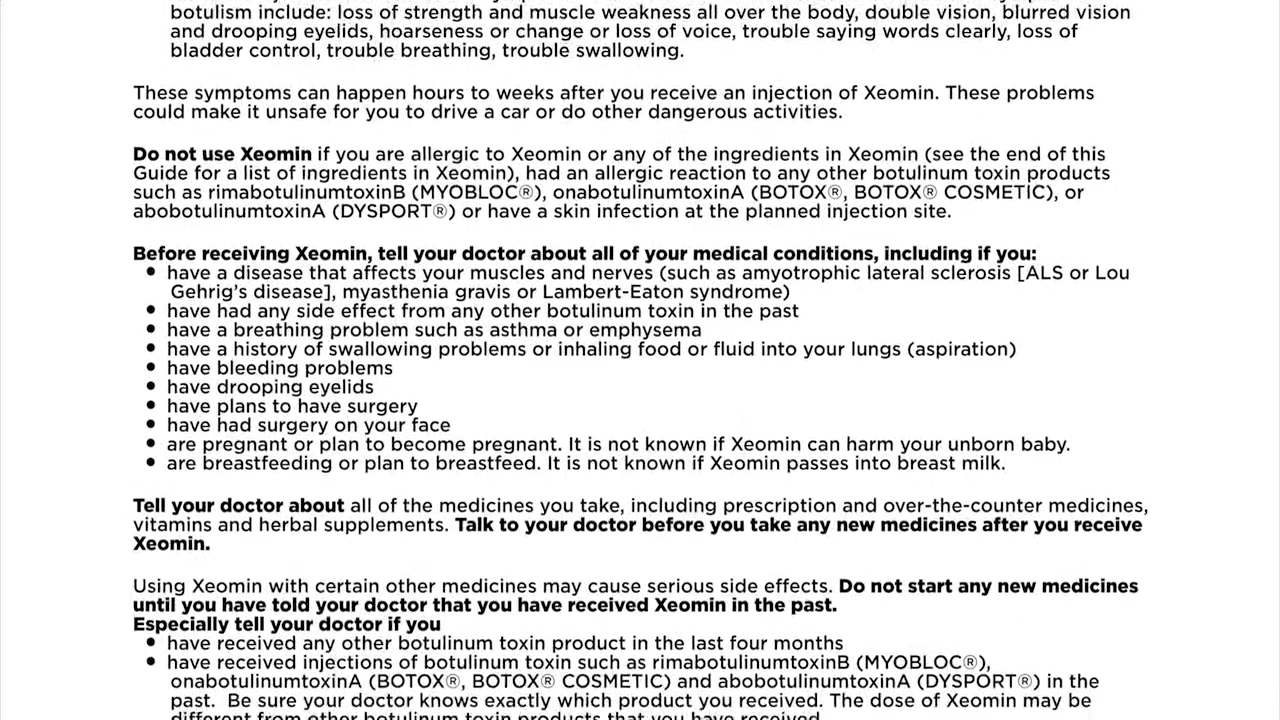 botulism include: loss of strength and muscle weakness all over the body, double vision, blurred vision
and drooping eyelids, hoarseness or change or loss of voice, trouble saying words clearly, loss of
bladder control, trouble breathing, trouble swallowing.
These symptoms can happen hours to weeks after you receive an injection of Xeomin. These problems
could make it unsafe for you to drive a car or do other dangerous activities.
Do not use Xeomin if you are allergic to Xeomin or any of the ingredients in Xeomin (see the end of this
Guide for a list of ingredients in Xeomin), had an allergic reaction to any other botulinum toxin products
such as rimabotulinumtoxinB (MYOBLOC®), onabotulinumtoxinA (BOTOX®, BOTOX® COSMETIC), or
abobotulinumtoxinA (DYSPORT®) or have a skin infection at the planned injection site.
Before receiving Xeomin, tell your doctor about all of your medical conditions, including if you:
• have a disease that affects your muscles and nerves (such as amyotrophic lateral sclerosis [ALS or Lou
Gehrig's disease], myasthenia gravis or Lambert-Eaton syndrome)
• have had any side effect from any other botulinum toxin in the past
• have a breathing problem such as asthma or emphysema
• have a history of swallowing problems or inhaling food or fluid into your lungs (aspiration)
• have bleeding problems
• have drooping eyelids
• have plans to have surgery
• have had surgery on your face
• are pregnant or plan to become pregnant. It is not known if Xeomin can harm your unborn baby.
• are breastfeeding or plan to breastfeed. It is not known if Xeomin passes into breast milk.
Tell your doctor about all of the medicines you take, including prescription and over-the-counter medicines,
vitamins and herbal supplements. Talk to your doctor before you take any new medicines after you receive
Xeomin.
Using Xeomin with certain other medicines may cause serious side effects. Do not start any new medicines
until you have told your doctor that you have received Xeomin in the past.
Especially tell your doctor if you
• have received any other botulinum toxin product in the last four months
• have received injections of botulinum toxin such as rimabotulinumtoxinB (MYOBLOC®),
onabotulinumtoxinA (BOTOX®, BOTOX® COSMETIC) and abobotulinumtoxinA (DYSPORT®) in the
past. Be sure your doctor knows exactly which product you received. The dose of Xeomin may be
different from other botulinum toxin products that you have received.